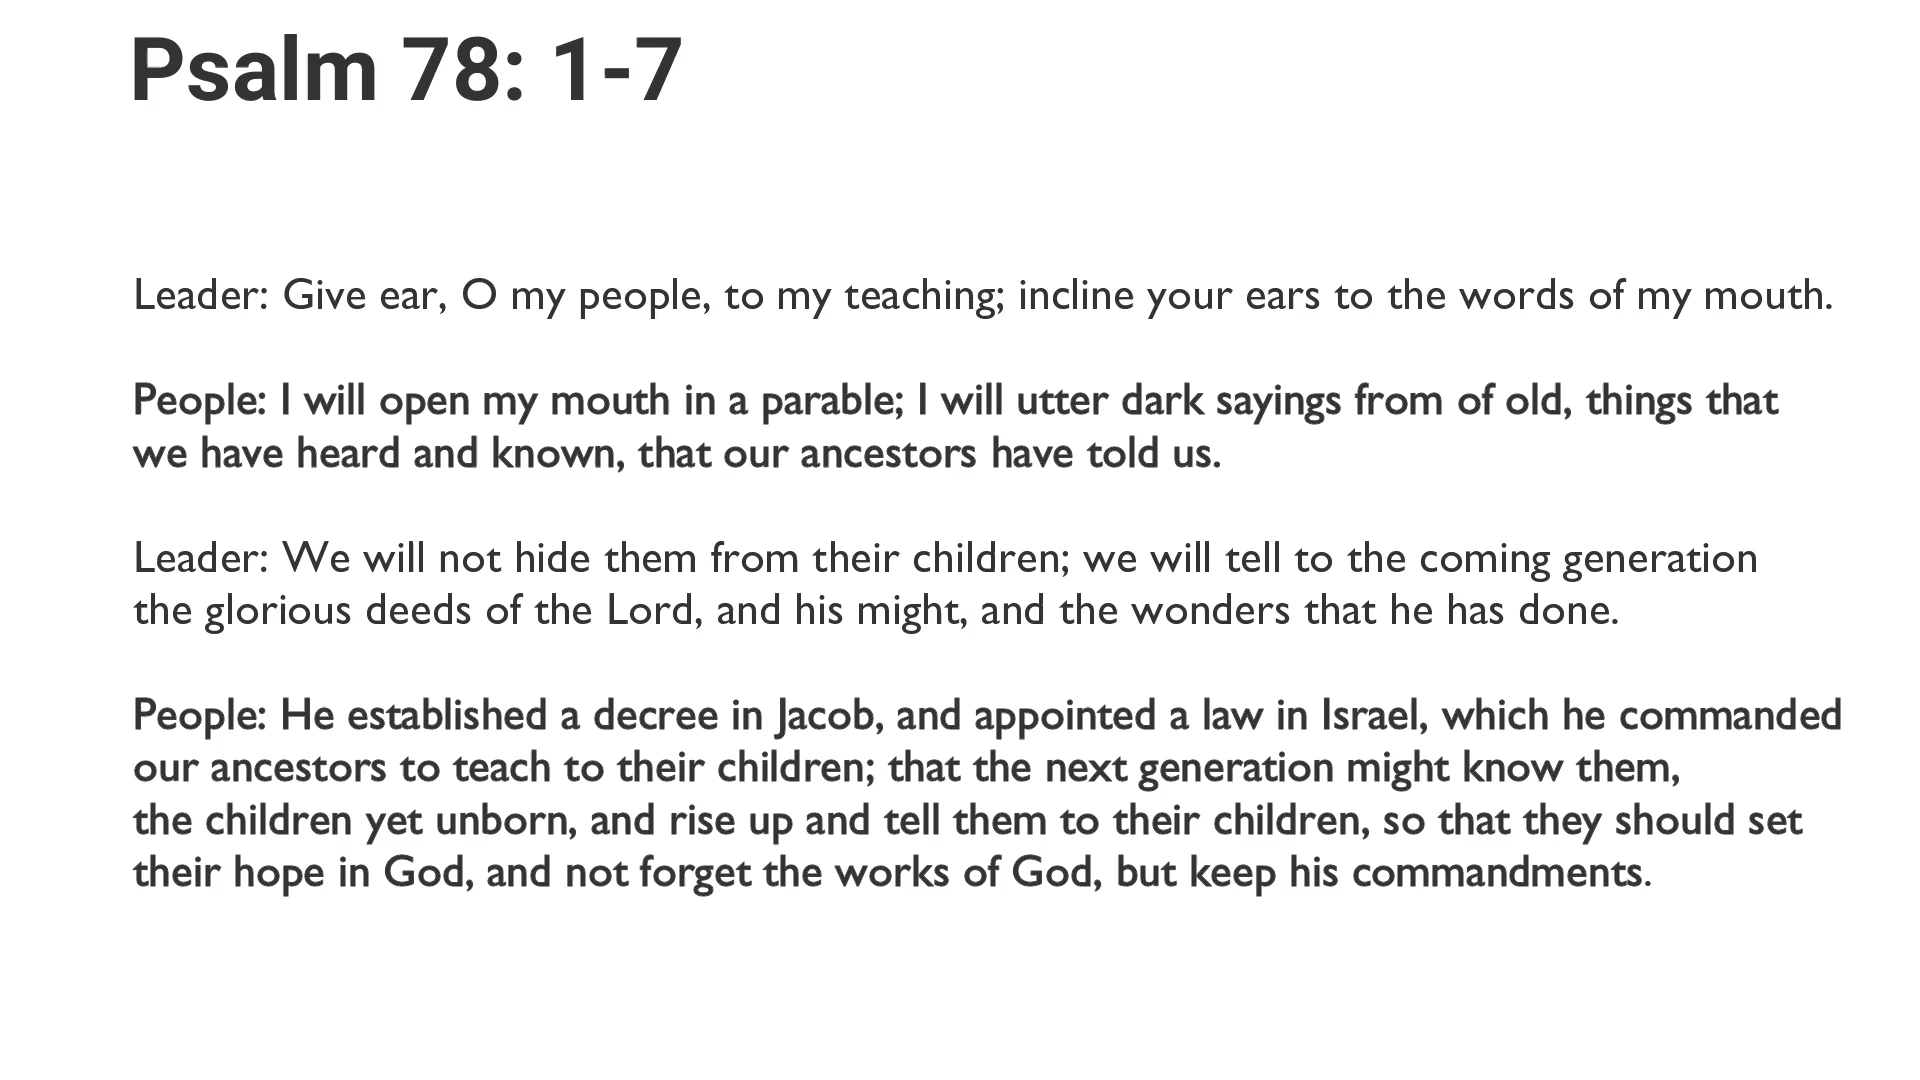 Psalm 78: 1-7
Leader: Give ear, O my people, to my teaching; incline your ears to the words of my mouth.
People: I will open my mouth in a parable; I will utter dark sayings from of old, things that
we have heard and known, that our ancestors have told us.
Leader: We will not hide them from their children; we will tell to the coming generation
the glorious deeds of the Lord, and his might, and the wonders that he has done.
People: He established a decree in Jacob, and appointed a law in Israel, which he commanded
our ancestors to teach to their children; that the next generation might know them,
the children yet unborn, and rise up and tell them to their children, so that they should set
their hope in God, and not forget the works of God, but keep his commandments.